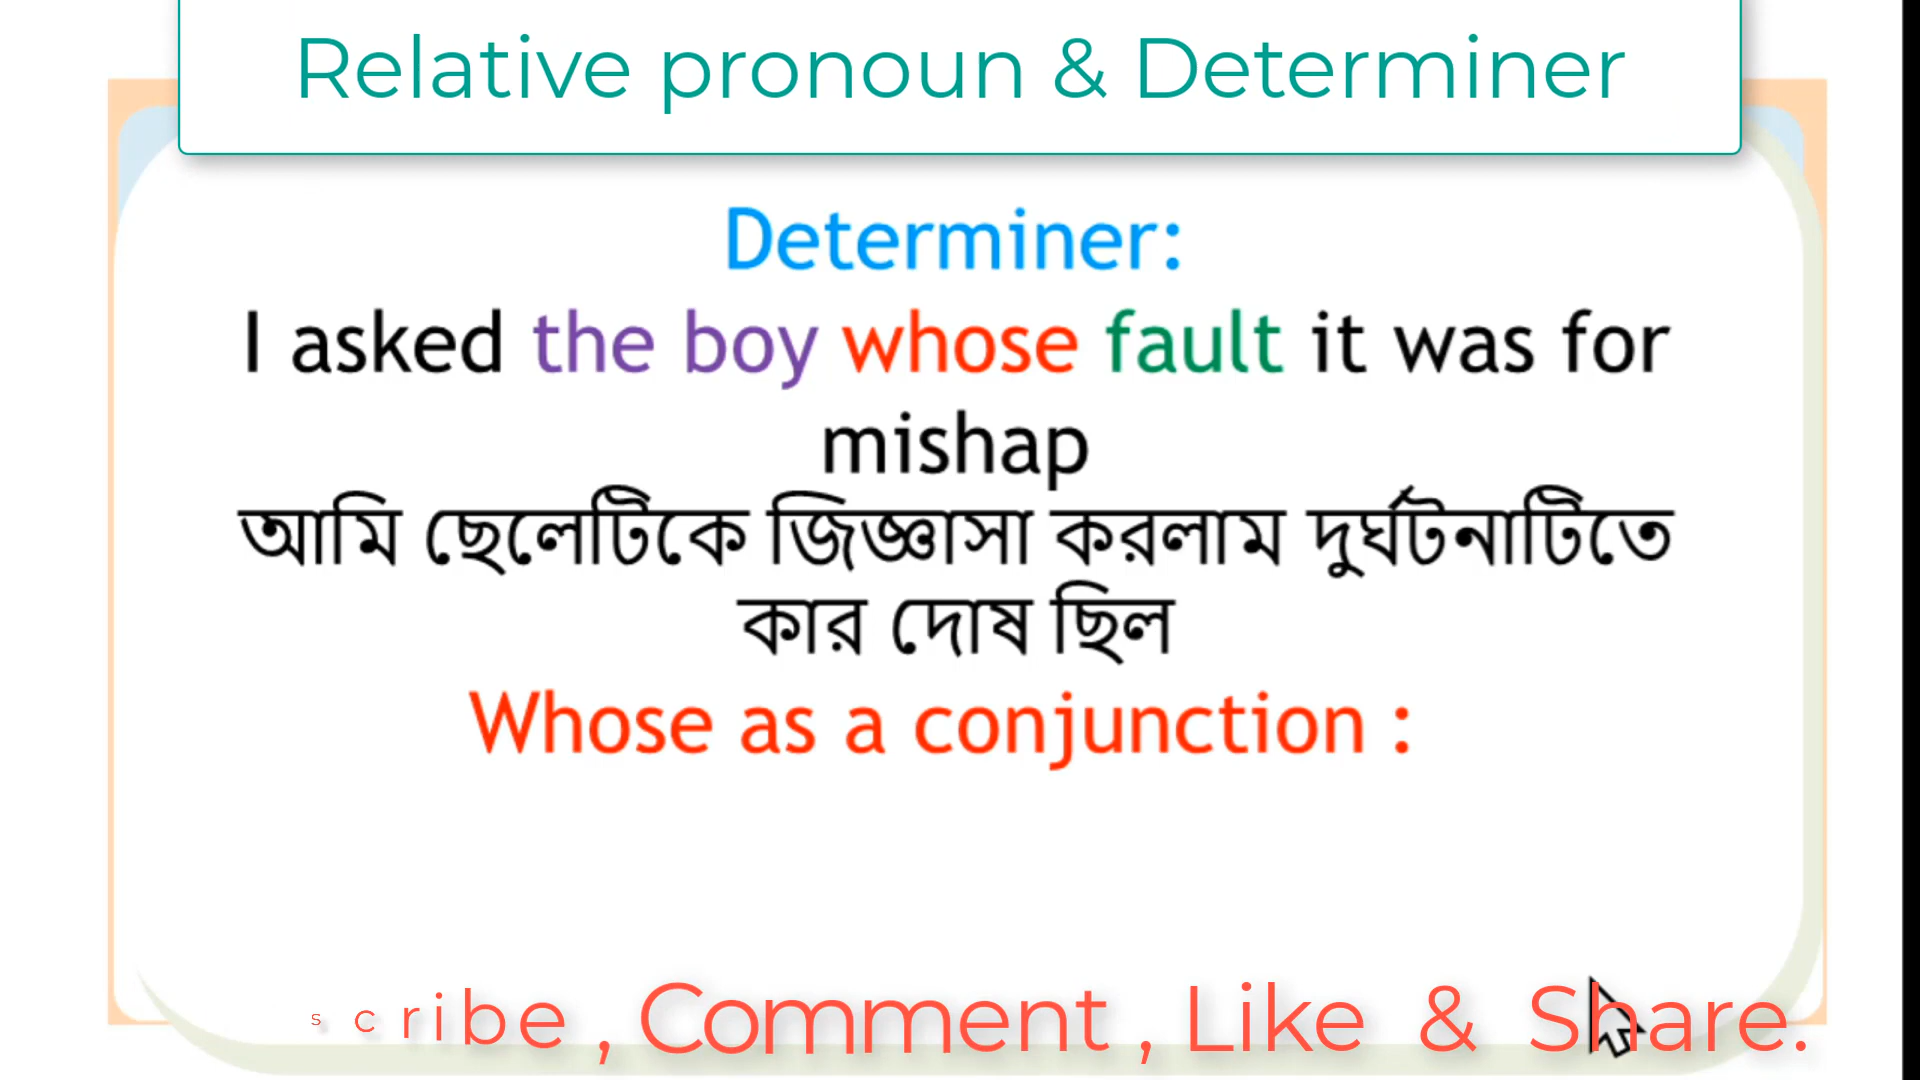 Relative pronoun & Determiner
Determiner:
I asked the boy whose fault it was for
mishap
আমি ছেলেটিকে জিজ্ঞাসা করলাম দুর্ঘটনাটিতে
কার দোষ ছিল
Whose as a conjunction :
scribe , Comment , Like & Share.